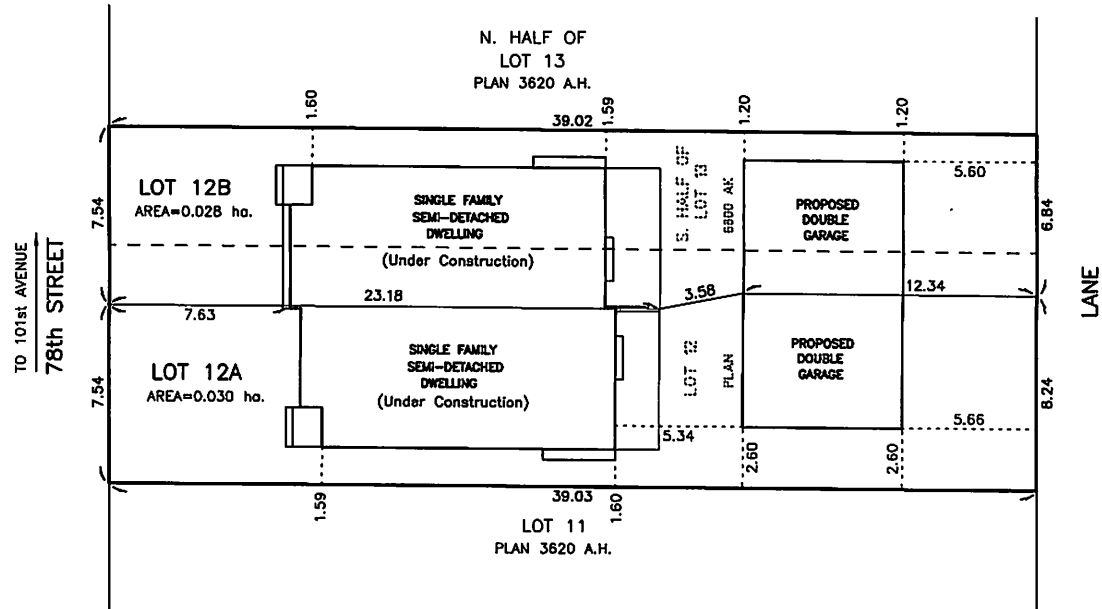 N. HALF OF
LOT 13
PLAN 3620 A.H.
1.60
39.02
1.59
1.20
1.20
LOT 12B
AREA=0.028 ha.
7.54
SINGLE FAMILY
SEMI-DETACHED
DWELLING
(Under Construction)
S. HALF OF
LOT 13
6800 AK
PROPOSED
DOUBLE
GARAGE
5.60
6.84
TO 101st AVENUE
78th STREET
7.63
23.18
3.58
12.34
LANE
LOT 12A
AREA=0.030 ha.
7.54
SINGLE FAMILY
SEMI-DETACHED
DWELLING
(Under Construction)
LOT 12
PLAN
PROPOSED
DOUBLE
GARAGE
8.24
5.34
5.66
2.60
2.60
1.59
39.03
1.60
LOT 11
PLAN 3620 A.H.